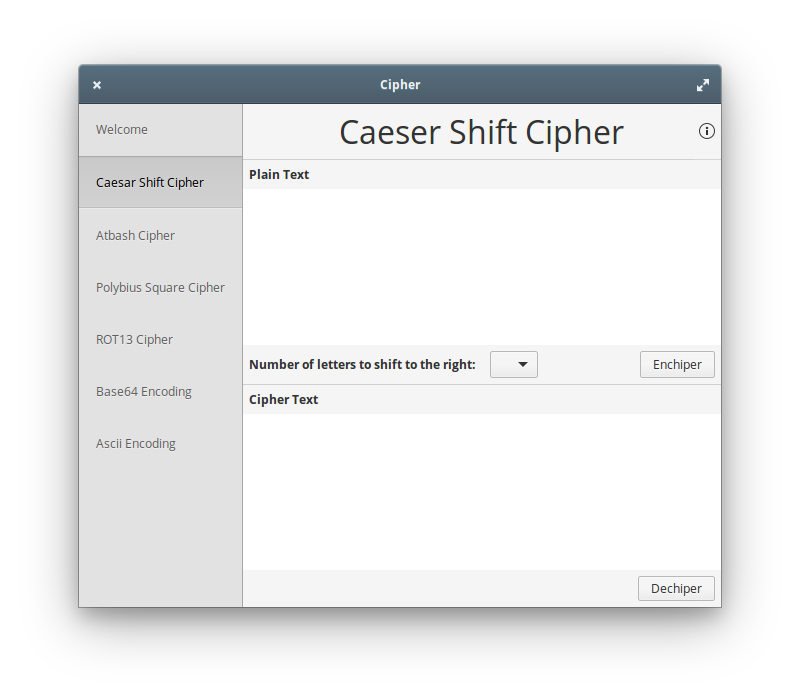 Cipher
Welcome
Caesar Shift Cipher
Atbash Cipher
Polybius Square Cipher
ROT13 Cipher
Base64 Encoding
Ascii Encoding
Caeser Shift Cipher
Plain Text
Number of letters to shift to the right:
Enchiper
Cipher Text
Dechiper